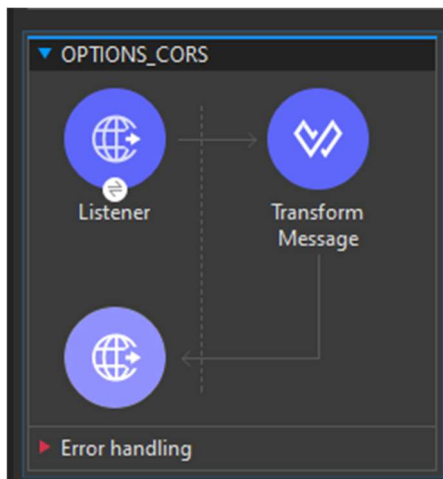 OPTIONS_CORS
Listener
Transform
Message
Error handling